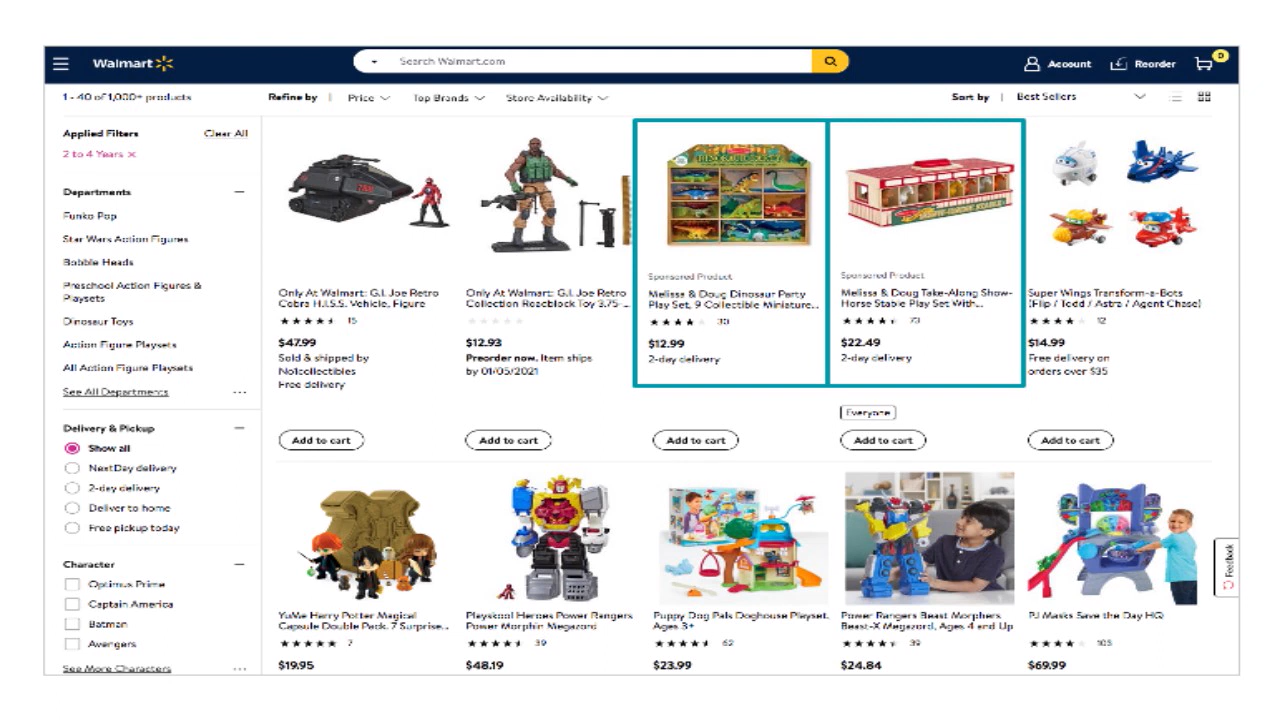 Walmart
Search Walmart.com
Account
Reorder
0
1 - 40 of 1,000+ products
Refine by | Price Top Brands Store Availability
Sort by | Best Sellers
Applied Filters Clear All
2 to 4 Years ×
Departments
Funko Pop
Star Wars Action Figures
Bobble Heads
Preschool Action Figures &
Playsets
Dinosaur Toys
Action Figure Playsets
All Action Figure Playsets
See All Departments ...
Delivery & Pickup
Show all
NextDay delivery
2-day delivery
Deliver to home
Free pickup today
Character
Optimus Prime
Captain America
Batman
Avengers
See More Characters ...
Only At Walmart: G.I. Joe Retro
Cobra H.I.S.S. Vehicle, Figure
15
$47.99
Sold & shipped by
No1collectibles
Free delivery
Add to cart
Only At Walmart: G.I. Joe Retro
Collection Roadblock Toy 3.75 ...
$12.93
Preorder now. Item ships
by 01/05/2021
Add to cart
Sponsored Product
Melissa & Doug Dinosaur Party
Play Set, 9 Collectible Miniature...
$12.99
2-day delivery
Add to cart
Sponsored Product
Melissa & Doug Take-Along Show-
Horse Stable Play Set With...
73
$22.49
2-day delivery
Everyone
Add to cart
Super Wings Transform-a-Bots
(Flip / Todd / Astra / Agent Chase)
12
$14.99
Free delivery on
orders over $35
Add to cart
YuMe Harry Potter Magical
Capsule Double Pack. 7 Surprise...
7
$19.95
Playskool Heroes Power Rangers
Power Morphin Megazord
39
$48.19
Puppy Dog Pals Doghouse Playset,
Ages 3+
62
$23.99
Power Rangers Beast Morphers
Beast-X Megazord, Ages 4 and Up
39
$24.84
PJ Masks Save the Day HQ
103
$69.99
Feedback